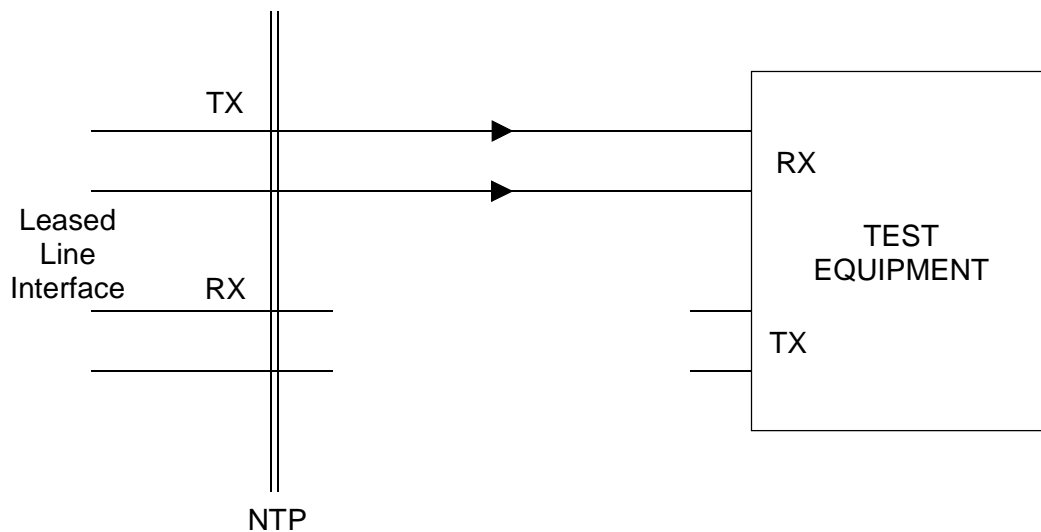 TX
RX
Leased
Line
Interface
RX
TEST
EQUIPMENT
TX
NTP